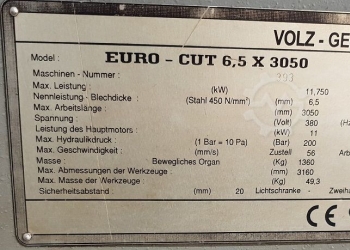 VOLZ - GE
Model : EURO - CUT 6,5 X 3050
Maschinen - Nummer :
Max. Leistung : (kW) 11,750
Nennleistung - Blechdicke : (Stahl 450 N/mm²) (mm) 6,5
Max. Arbeitslänge : (mm) 3050
Spannung : (Volt) 380 (Hz)
Leistung des Hauptmotors : (kW) 11
Max. Hydraulikdruck : (1 Bar = 10 Pa) (Bar) 200
Max. Geschwindigkeit : Zustell 56 (mm/s)
Masse : Bewegliches Organ (Kg) 1360
Max. Abmessungen der Werkzeuge : (mm) 3160
Max. Masse der Werkzeuge : (Kg) 49,3
Sicherheitsabstand : (mm) 20 Lichtschranke -
CE